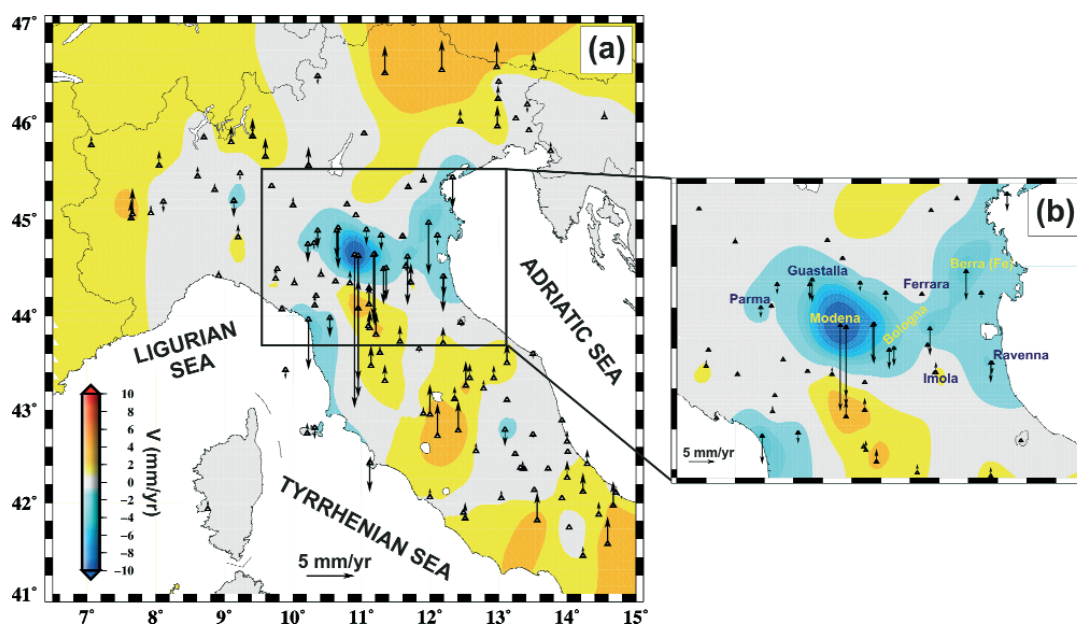 47°
46°
45°
44°
43°
42°
41°
(a)
LIGURIAN
SEA
ADRIATIC SEA
TYRRHENIAN SEA
5 mm/yr
10
8
6
4
2
0
−2
−4
−6
−8
−10
V (mm/yr)
7°
8°
9°
10°
11°
12°
13°
14°
15°
(b)
Guastalla
Berra (Fe)
Ferrara
Parma
Modena
Bologna
Ravenna
Imola
5 mm/yr